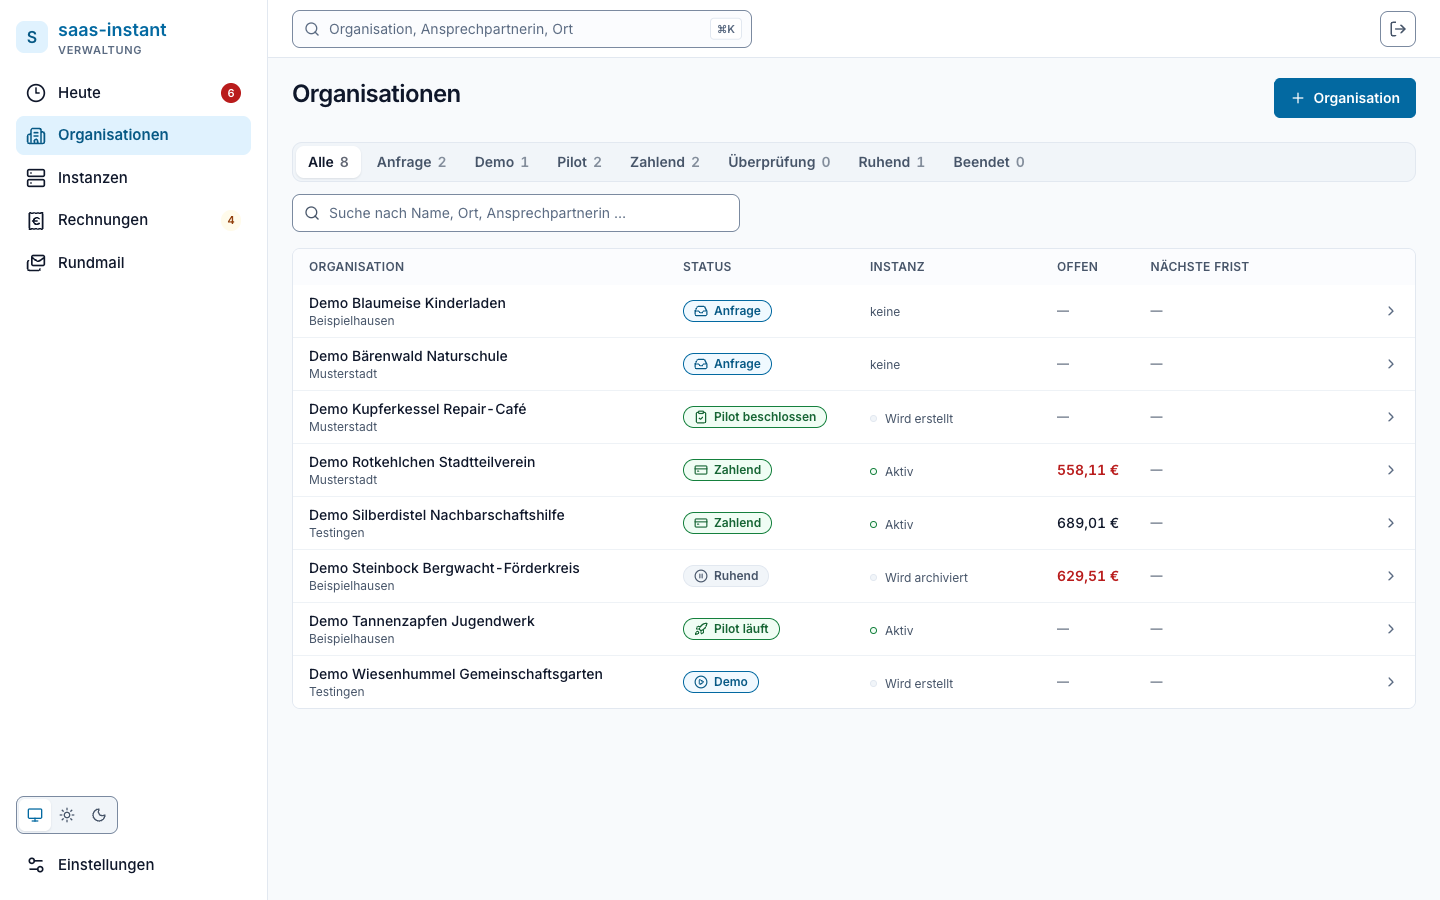 S
saas-instant
VERWALTUNG
Organisation, Ansprechpartnerin, Ort
⌘K
Heute
6
Organisationen
Instanzen
Rechnungen
4
Rundmail
Einstellungen
Organisationen
+ Organisation
Alle 8 Anfrage 2 Demo 1 Pilot 2 Zahlend 2 Überprüfung 0 Ruhend 1 Beendet 0
Suche nach Name, Ort, Ansprechpartnerin ...
ORGANISATION STATUS INSTANZ OFFEN NÄCHSTE FRIST
Demo Blaumeise Kinderladen
Beispielhausen
Anfrage keine — —
Demo Bärenwald Naturschule
Musterstadt
Anfrage keine — —
Demo Kupferkessel Repair-Café
Musterstadt
Pilot beschlossen Wird erstellt — —
Demo Rotkehlchen Stadtteilverein
Musterstadt
Zahlend Aktiv 558,11 € —
Demo Silberdistel Nachbarschaftshilfe
Testingen
Zahlend Aktiv 689,01 € —
Demo Steinbock Bergwacht-Förderkreis
Beispielhausen
Ruhend Wird archiviert 629,51 € —
Demo Tannenzapfen Jugendwerk
Beispielhausen
Pilot läuft Aktiv — —
Demo Wiesenhummel Gemeinschaftsgarten
Testingen
Demo Wird erstellt — —